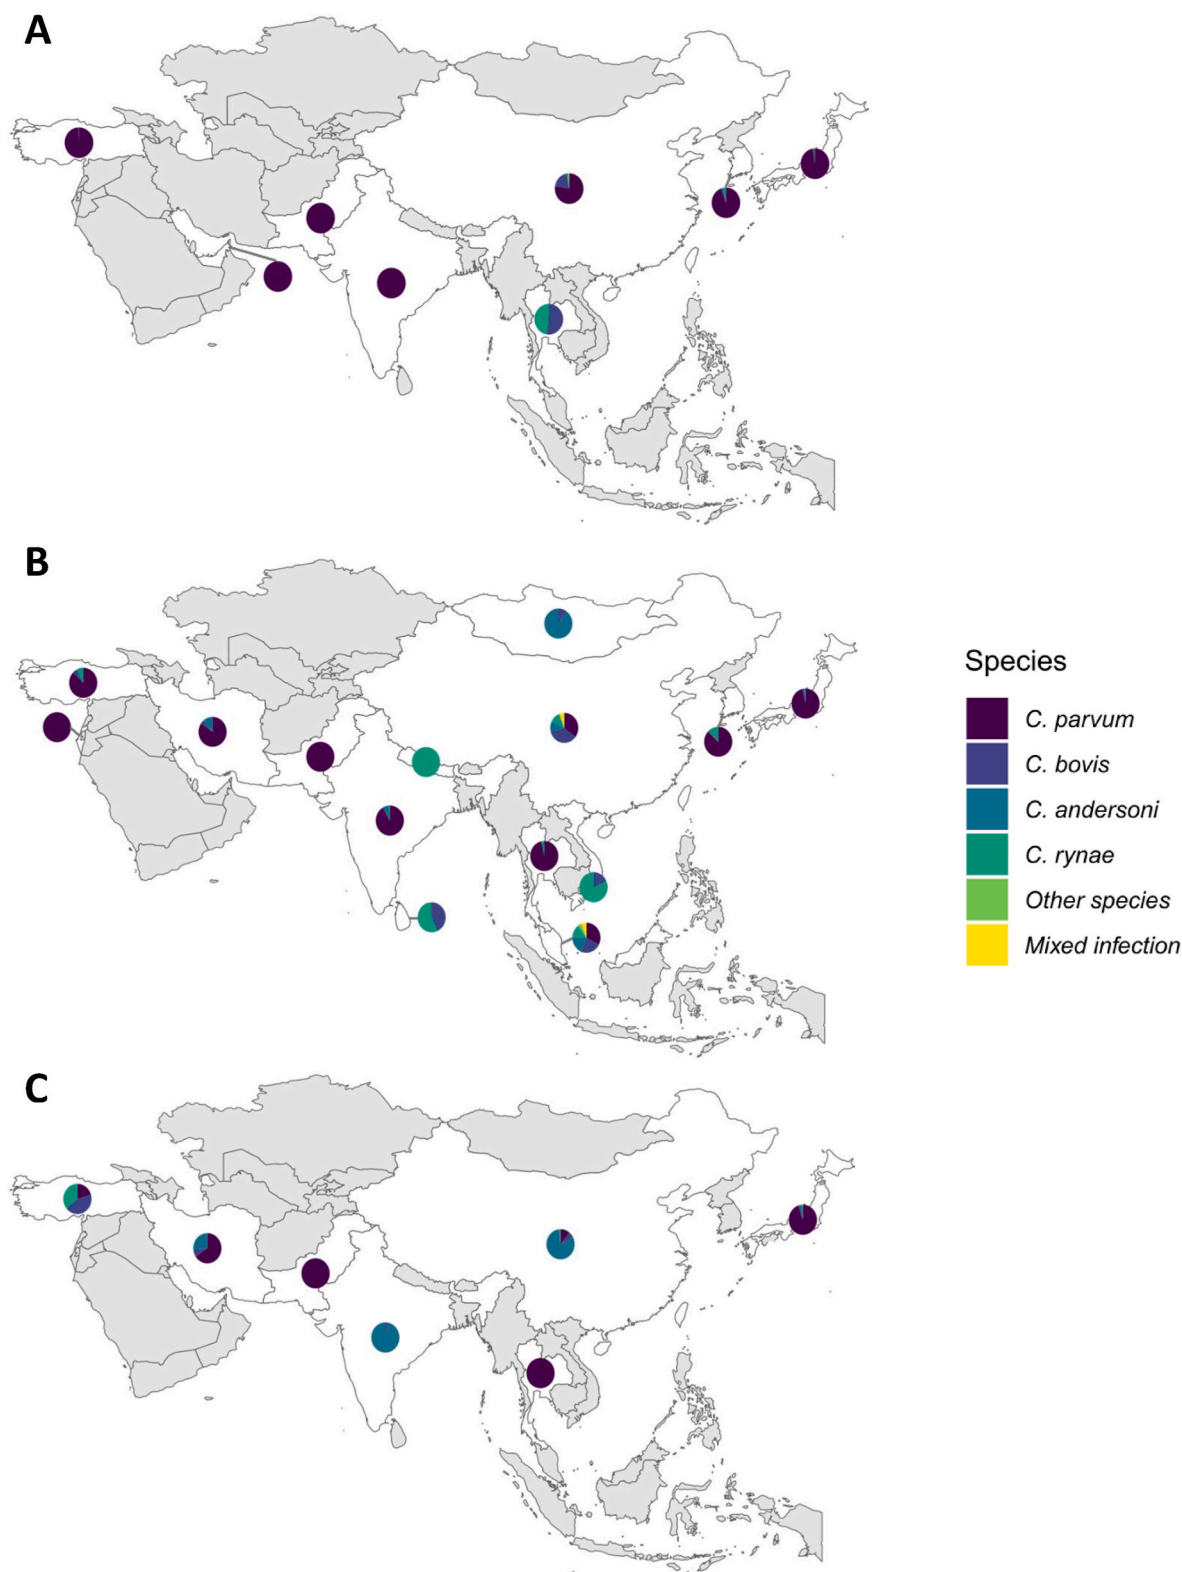 A
B
Species
C. parvum
C. bovis
C. andersoni
C. rynae
Other species
Mixed infection
C